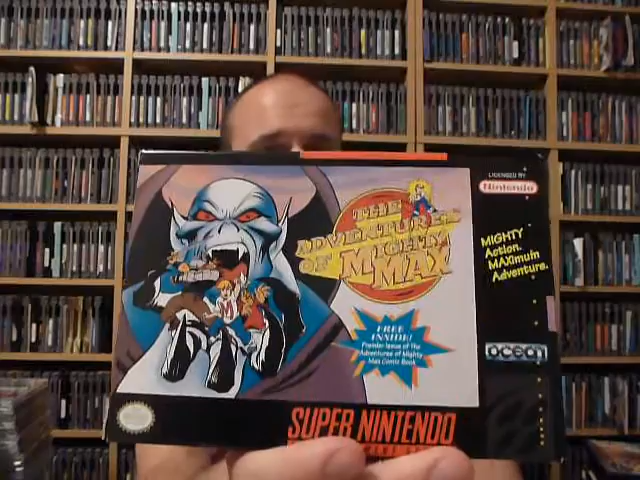 LICENSED BY
Nintendo
THE
ADVENTURES
OF MIGHTY
MAX
MIGHTY
Action.
MAXimum
Adventure.
FREE
INSIDE!
Premier Issue of The
Adventures of Mighty
Max Comic Book
ocean
SUPER NINTENDO